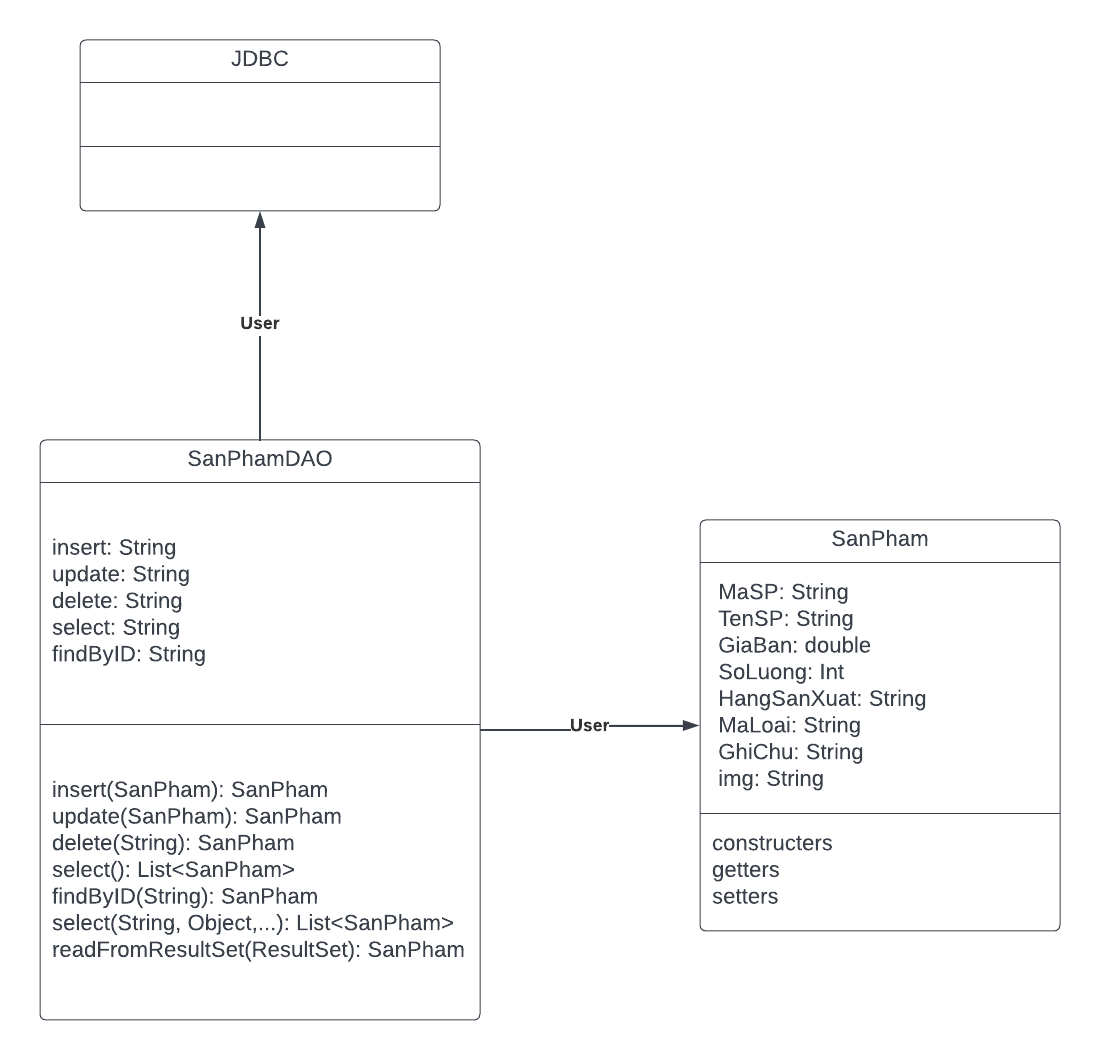 JDBC
User
SanPhamDAO
insert: String
update: String
delete: String
select: String
findByID: String
insert(SanPham): SanPham
update(SanPham): SanPham
delete(String): SanPham
select(): List<SanPham>
findByID(String): SanPham
select(String, Object,...): List<SanPham>
readFromResultSet(ResultSet): SanPham
User
SanPham
MaSP: String
TenSP: String
GiaBan: double
SoLuong: Int
HangSanXuat: String
MaLoai: String
GhiChu: String
img: String
constructers
getters
setters